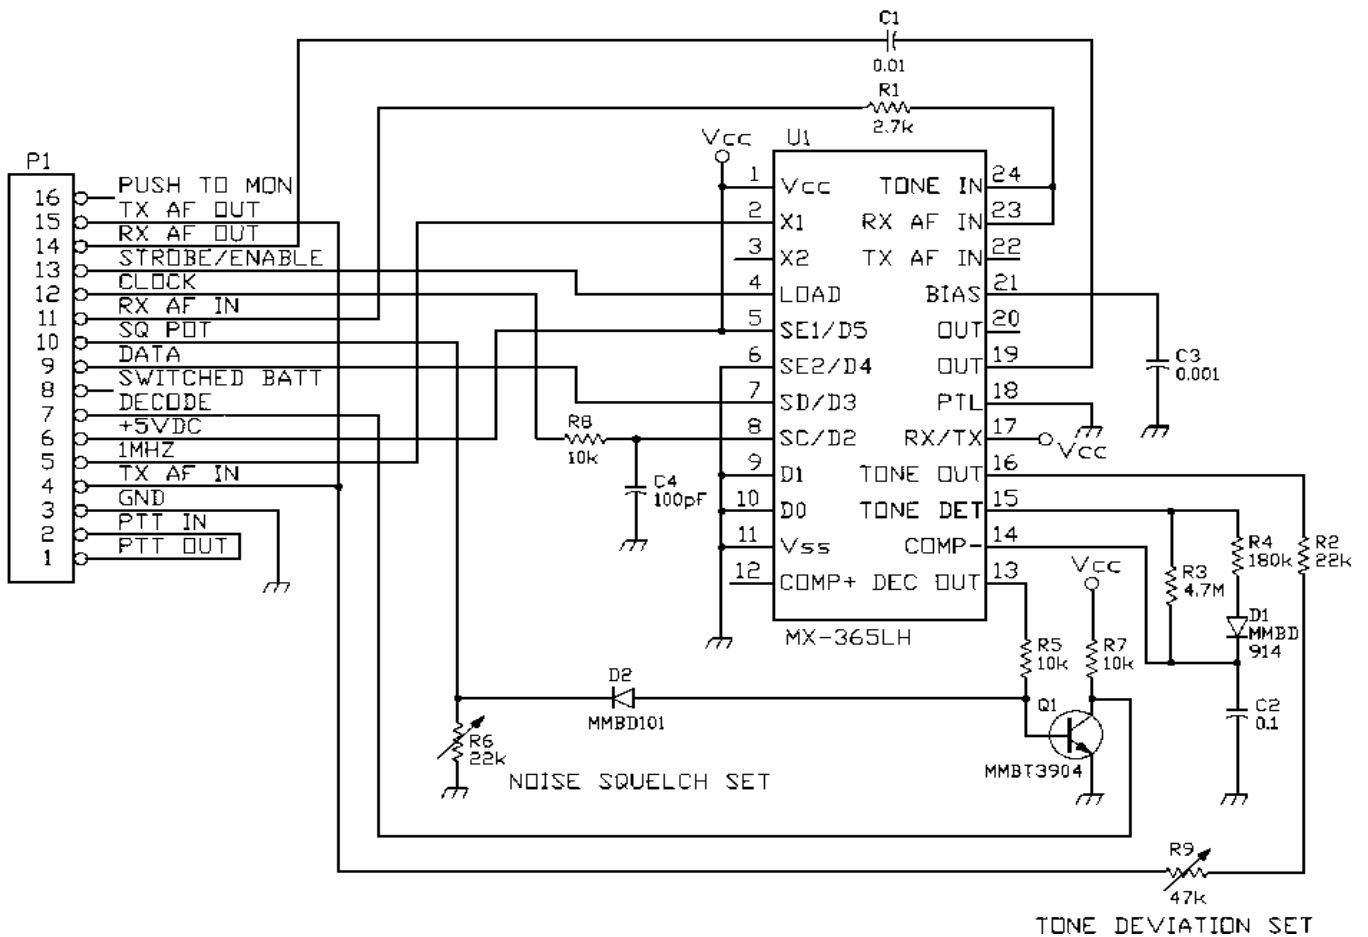 C1
0.01
R1
2.7k
Vcc
U1
P1
16 PUSH TO MON
15 TX AF OUT
14 RX AF OUT
13 STROBE/ENABLE
12 CLOCK
11 RX AF IN
10 SQ POT
9 DATA
8 SWITCHED BATT
7 DECODE
6 +5VDC
5 1MHZ
4 TX AF IN
3 GND
2 PTT IN
1 PTT OUT
1 Vcc TONE IN 24
2 X1 RX AF IN 23
3 X2 TX AF IN 22
4 LOAD BIAS 21
5 SE1/D5 OUT 20
6 SE2/D4 OUT 19
7 SD/D3 PTL 18
8 SC/D2 RX/TX 17
9 D1 TONE OUT 16
10 D0 TONE DET 15
11 Vss COMP- 14
12 COMP+ DEC OUT 13
MX-365LH
C3
0.001
Vcc
R8
10k
C4
100pF
R4
180k
R2
22k
R3
4.7M
Vcc
D1
MMBD
914
R5
10k
R7
10k
D2
MMBD101
Q1
MMBT3904
C2
0.1
R6
22k
NOISE SQUELCH SET
R9
47k
TONE DEVIATION SET